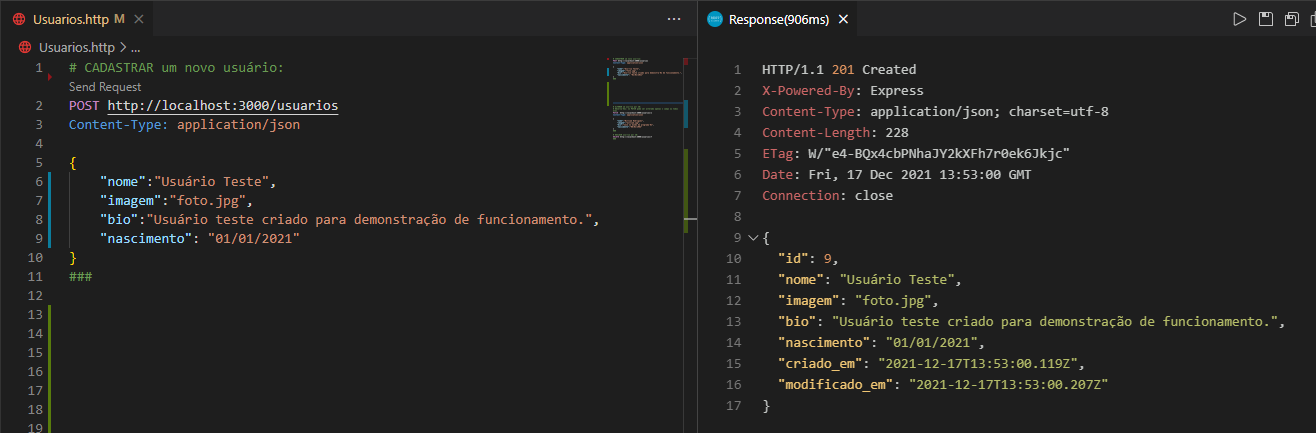 Usuarios.http M
Usuarios.http > ...
1 # CADASTRAR um novo usuário:
Send Request
2 POST http://localhost:3000/usuarios
3 Content-Type: application/json
4
5 {
6 "nome":"Usuário Teste",
7 "imagem":"foto.jpg",
8 "bio":"Usuário teste criado para demonstração de funcionamento.",
9 "nascimento": "01/01/2021"
10 }
11 ###
12
13
14
15
16
17
18
19
Response(906ms)
1 HTTP/1.1 201 Created
2 X-Powered-By: Express
3 Content-Type: application/json; charset=utf-8
4 Content-Length: 228
5 ETag: W/"e4-BQx4cbPNhaJY2kXFh7r0ek6Jkjc"
6 Date: Fri, 17 Dec 2021 13:53:00 GMT
7 Connection: close
8
9 {
10 "id": 9,
11 "nome": "Usuário Teste",
12 "imagem": "foto.jpg",
13 "bio": "Usuário teste criado para demonstração de funcionamento.",
14 "nascimento": "01/01/2021",
15 "criado_em": "2021-12-17T13:53:00.119Z",
16 "modificado_em": "2021-12-17T13:53:00.207Z"
17 }